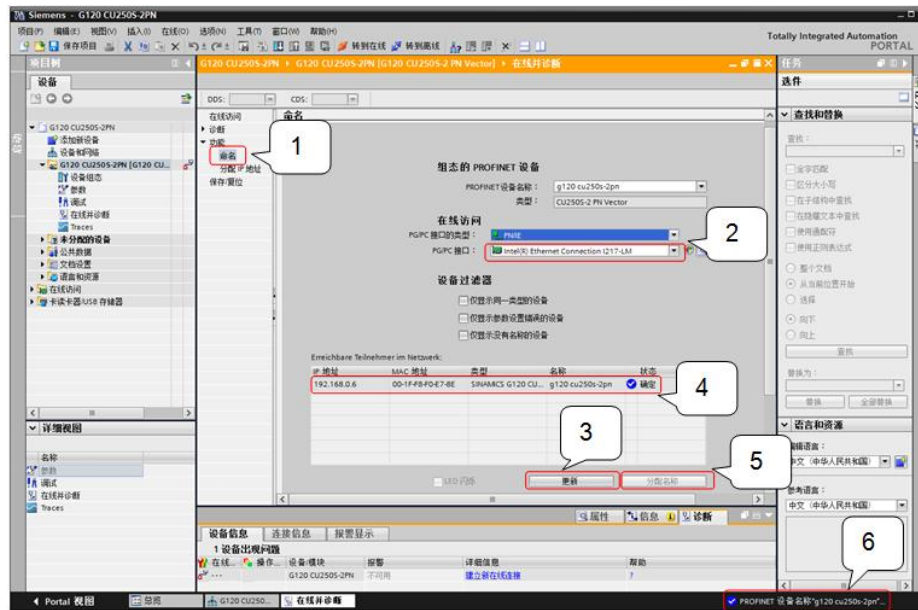 Siemens - G120 CU250S-2PN
项目(P) 编辑(E) 视图(V) 插入(I) 在线(O) 选项(N) 工具(T) 窗口(W) 帮助(H)
Totally Integrated Automation
PORTAL
保存项目 转到在线 转到离线
项目树
G120 CU250S-2PN G120 CU250S-2PN [G120 CU250S-2 PN Vector] 在线并诊断
任务
设备
选件
DDS: CDS:
在线访问
诊断
功能
命名
分配 IP 地址
保存/复位
G120 CU250S-2PN
添加新设备
设备和网络
G120 CU250S-2PN [G120 CU...
设备组态
参数
调试
在线并诊断
Traces
未分配的设备
公共数据
文档设置
语言和资源
在线访问
读卡器/USB 存储器
命名
1
组态的 PROFINET 设备
PROFINET设备名称： g120 cu250s-2pn
类型： CU250S-2 PN Vector
在线访问
PG/PC 接口的类型： PN/IE
PG/PC 接口： Intel(R) Ethernet Connection I217-LM
2
设备过滤器
仅显示同一类型的设备
仅显示参数设置错误的设备
仅显示没有名称的设备
Erreichbare Teilnehmer im Netzwerk:
IP 地址 MAC 地址 类型 名称 状态
192.168.0.6 00-1F-F8-F0-E7-8E SINAMICS G120 CU... g120 cu250s-2pn 确定
4
3
5
LED 闪烁 更新 分配名称
查找和替换
查找：
全字匹配
区分大小写
在子结构中查找
在隐藏文本中查找
使用通配符
使用正则表达式
整个文档
从当前位置开始
选择
向下
向上
查找
替换为：
替换 全部替换
语言和资源
编辑语言：
中文（中华人民共和国）
参考语言：
中文（中华人民共和国）
6
详细视图
名称
参数
调试
在线并诊断
Traces
属性 信息 诊断
设备信息 连接信息 报警显示
1 设备出现问题
在线... 操作... 设备/模块 报警 详细信息 帮助
G120 CU250S-2PN 不可用 建立新在线连接 ?
Portal 视图 总览 G120 CU250... 在线并诊断
PROFINET 设备名称"g120 cu250s-2pn"...